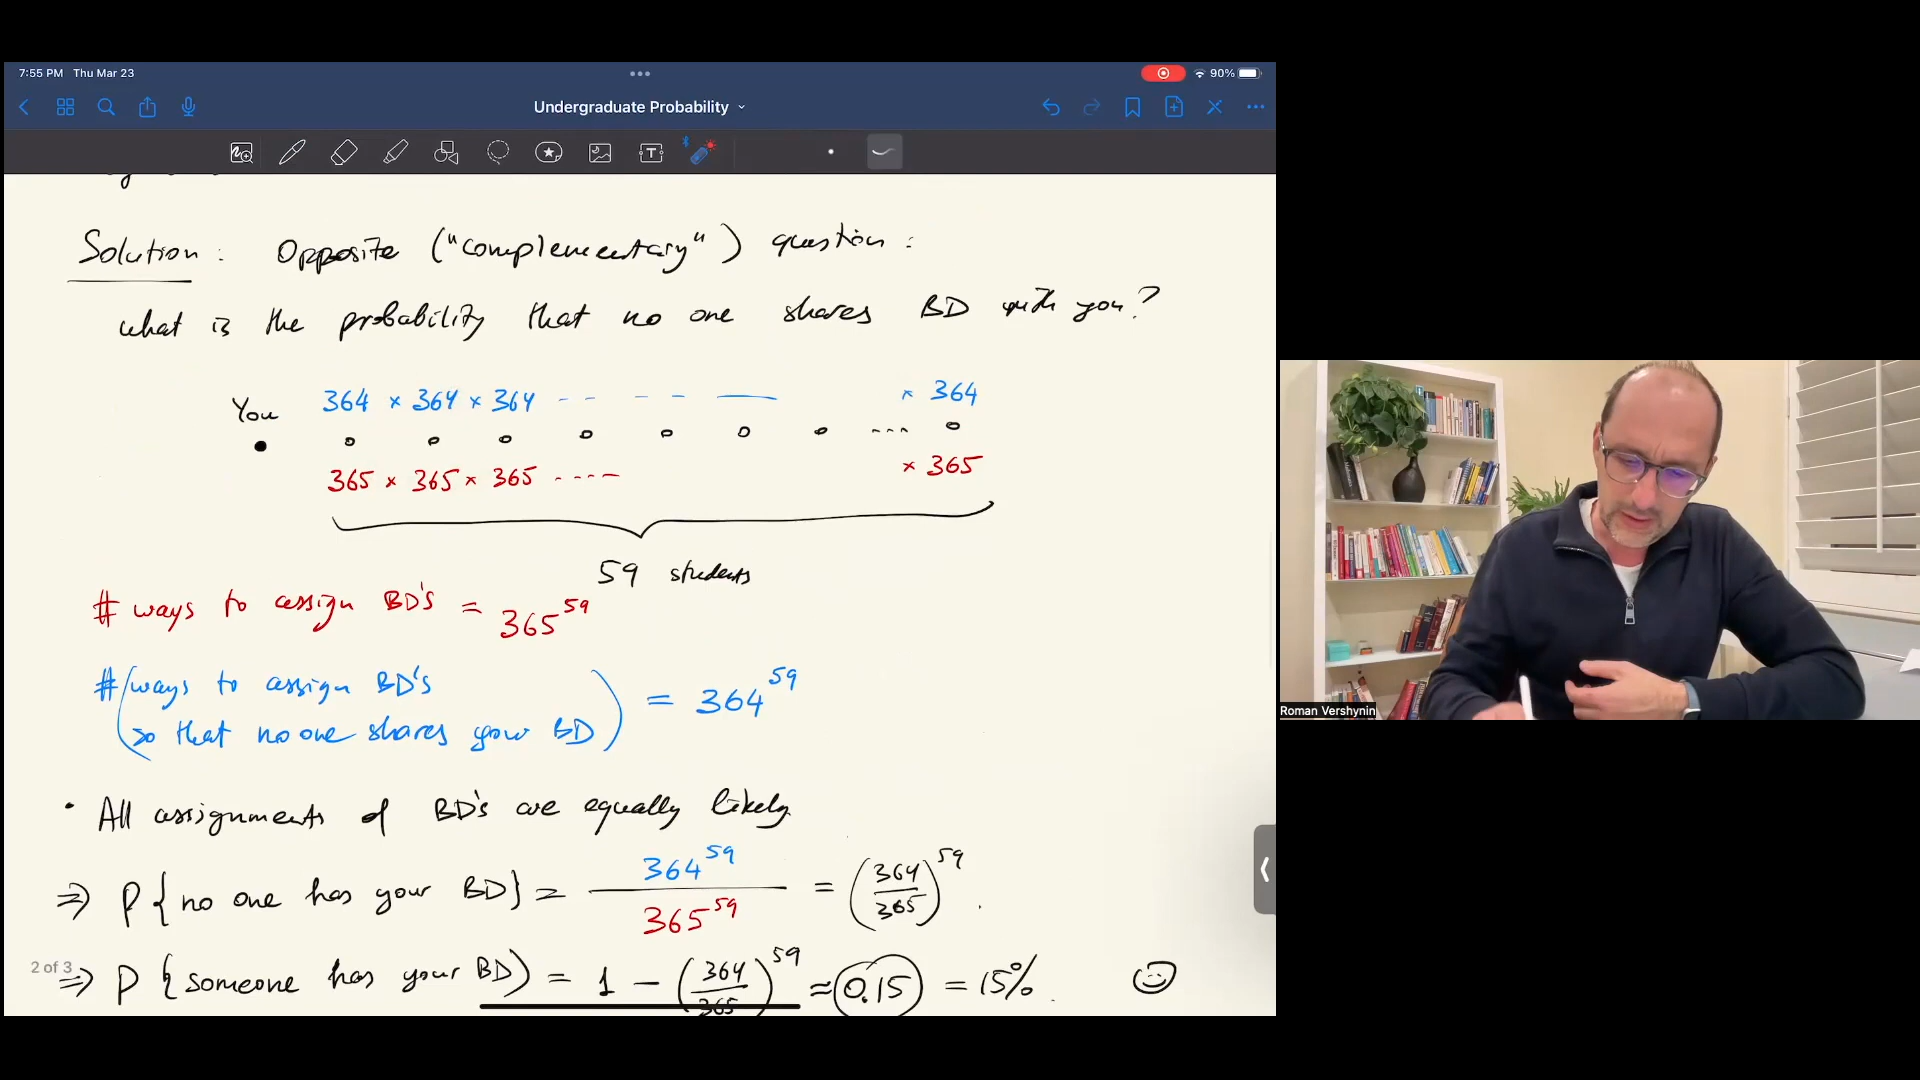 7:55 PM Thu Mar 23
90%
Undergraduate Probability
Solution: Opposite ("complementary") question:
what is the probability that no one shares BD with you?
You 364 × 364 × 364 -- -- — × 364
365 × 365 × 365 ---- × 365
59 students
# ways to assign BD's = 365^59
# (ways to assign BD's
so that no one shares your BD) = 364^59
• All assignments of BD's are equally likely.
⇒ P{no one has your BD} = 364^59 / 365^59 = (364/365)^59.
⇒ P{someone has your BD} = 1 − (364/365)^59 ≈ 0.15 = 15%.
2 of 3
Roman Vershynin